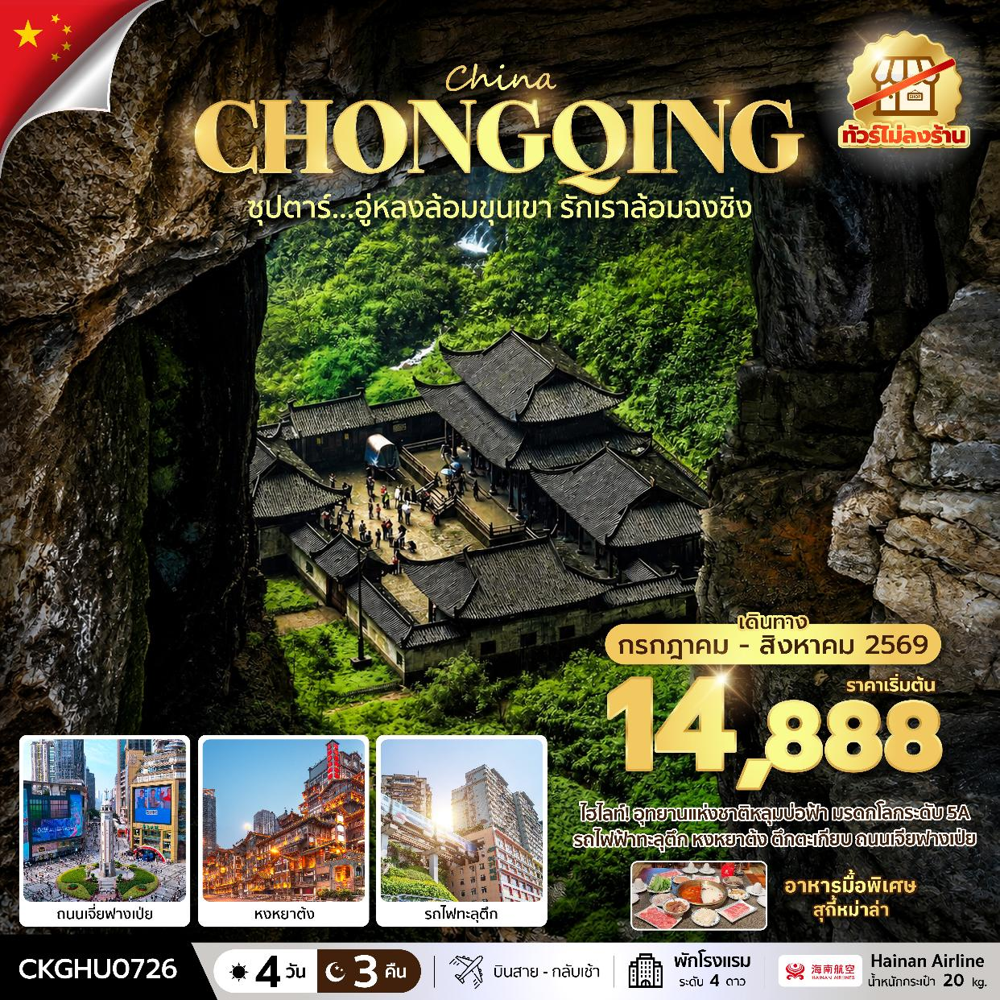 China
CHONGQING
ทัวร์ไม่ลงร้าน
SHOP
ซุปตาร์...อู่หลงล้อมขุนเขา รักเราล้อมฉงชิ่ง
เดินทาง
กรกฎาคม - สิงหาคม 2569
ราคาเริ่มต้น
14,888
ไฮไลท์! อุทยานแห่งชาติหลุมบ่อฟ้า มรดกโลกระดับ 5A
รถไฟฟ้าทะลุตึก หงหยาต้ง ตึกตะเกียบ ถนนเจียฟางเป่ย
อาหารมื้อพิเศษ
สุกี้หม่าล่า
ถนนเจี่ยฟางเป่ย
หงหยาต้ง
รถไฟทะลุตึก
CKGHU0726
4 วัน 3 คืน
บินสาย - กลับเช้า
พักโรงแรม
ระดับ 4 ดาว
海南航空
HAINAN AIRLINES
Hainan Airline
น้ำหนักกระเป๋า 20 kg.